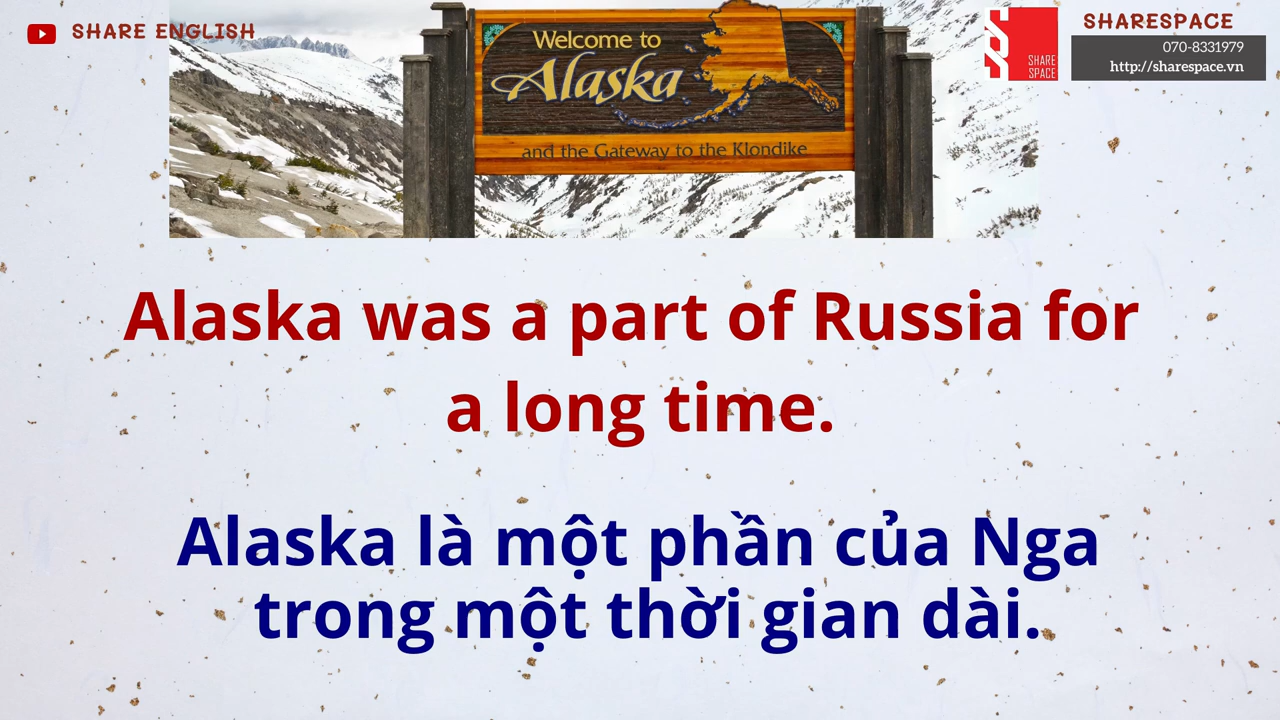 SHARE ENGLISH
Welcome to
Alaska
and the Gateway to the Klondike
SHARE
SPACE
SHARESPACE
070-8331979
http://sharespace.vn
Alaska was a part of Russia for
a long time.
Alaska là một phần của Nga
trong một thời gian dài.